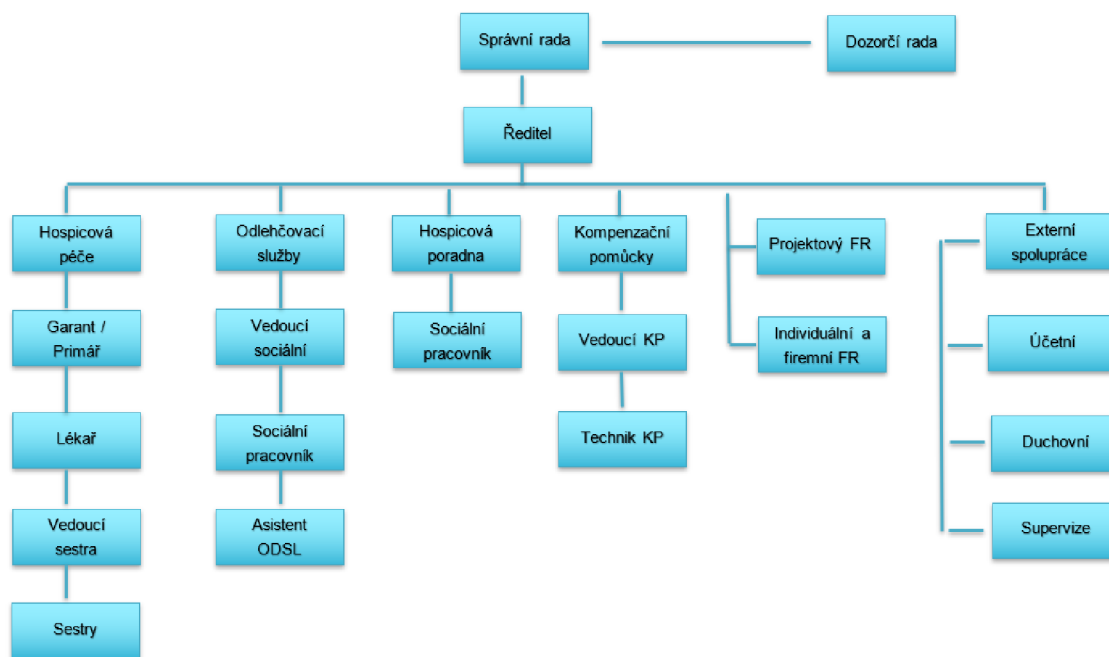 Správní rada
Dozorčí rada
Ředitel
Hospicová
péče
Odlehčovací
služby
Hospicová
poradna
Kompenzační
pomůcky
Projektový FR
Externí
spolupráce
Garant /
Primář
Vedoucí
sociální
Sociální
pracovník
Vedoucí KP
Individuální a
firemní FR
Účetní
Lékař
Sociální
pracovník
Technik KP
Duchovní
Vedoucí
sestra
Asistent
ODSL
Supervize
Sestry